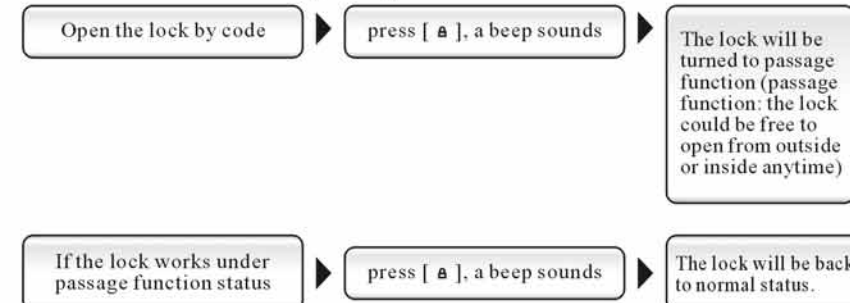 Open the lock by code
press [ 🔒 ], a beep sounds
The lock will be
turned to passage
function (passage
function: the lock
could be free to
open from outside
or inside anytime)
If the lock works under
passage function status
press [ 🔒 ], a beep sounds
The lock will be back
to normal status.